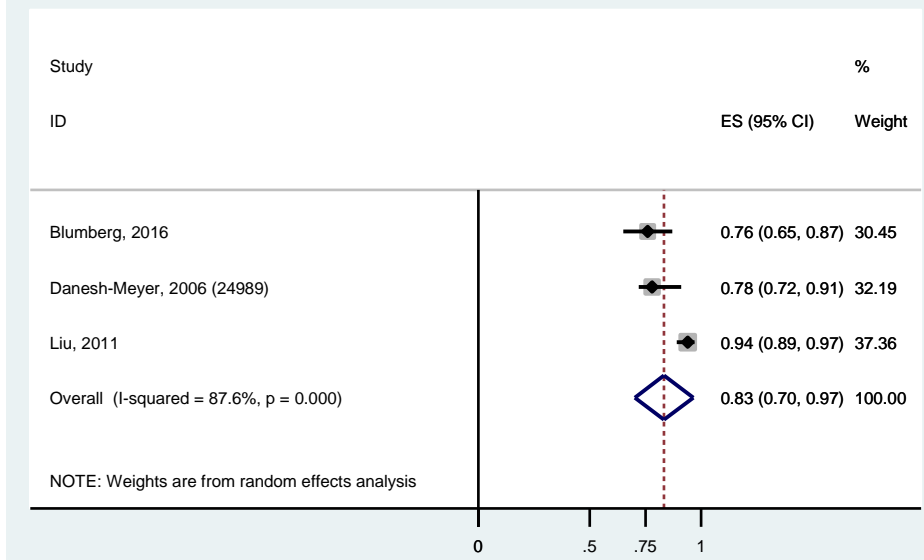 Study %
ID ES (95% CI) Weight
Blumberg, 2016 0.76 (0.65, 0.87) 30.45
Danesh-Meyer, 2006 (24989) 0.78 (0.72, 0.91) 32.19
Liu, 2011 0.94 (0.89, 0.97) 37.36
Overall (I-squared = 87.6%, p = 0.000) 0.83 (0.70, 0.97) 100.00
NOTE: Weights are from random effects analysis
0 .5 .75 1